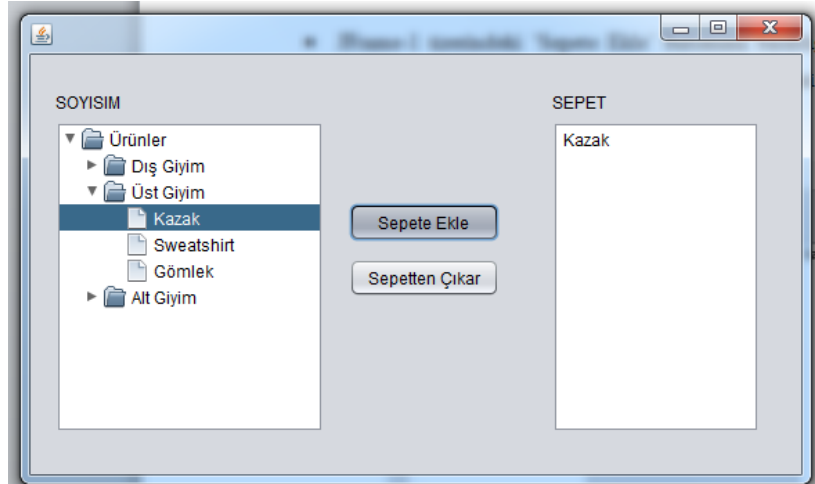 SOYISIM
Ürünler
Dış Giyim
Üst Giyim
Kazak
Sweatshirt
Gömlek
Alt Giyim
Sepete Ekle
Sepetten Çıkar
SEPET
Kazak